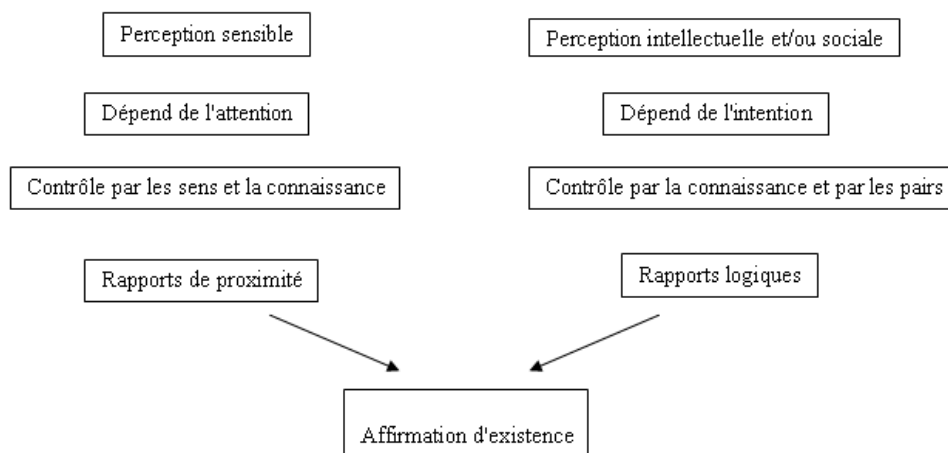 Perception sensible
Perception intellectuelle et/ou sociale
Dépend de l'attention
Dépend de l'intention
Contrôle par les sens et la connaissance
Contrôle par la connaissance et par les pairs
Rapports de proximité
Rapports logiques
Affirmation d'existence